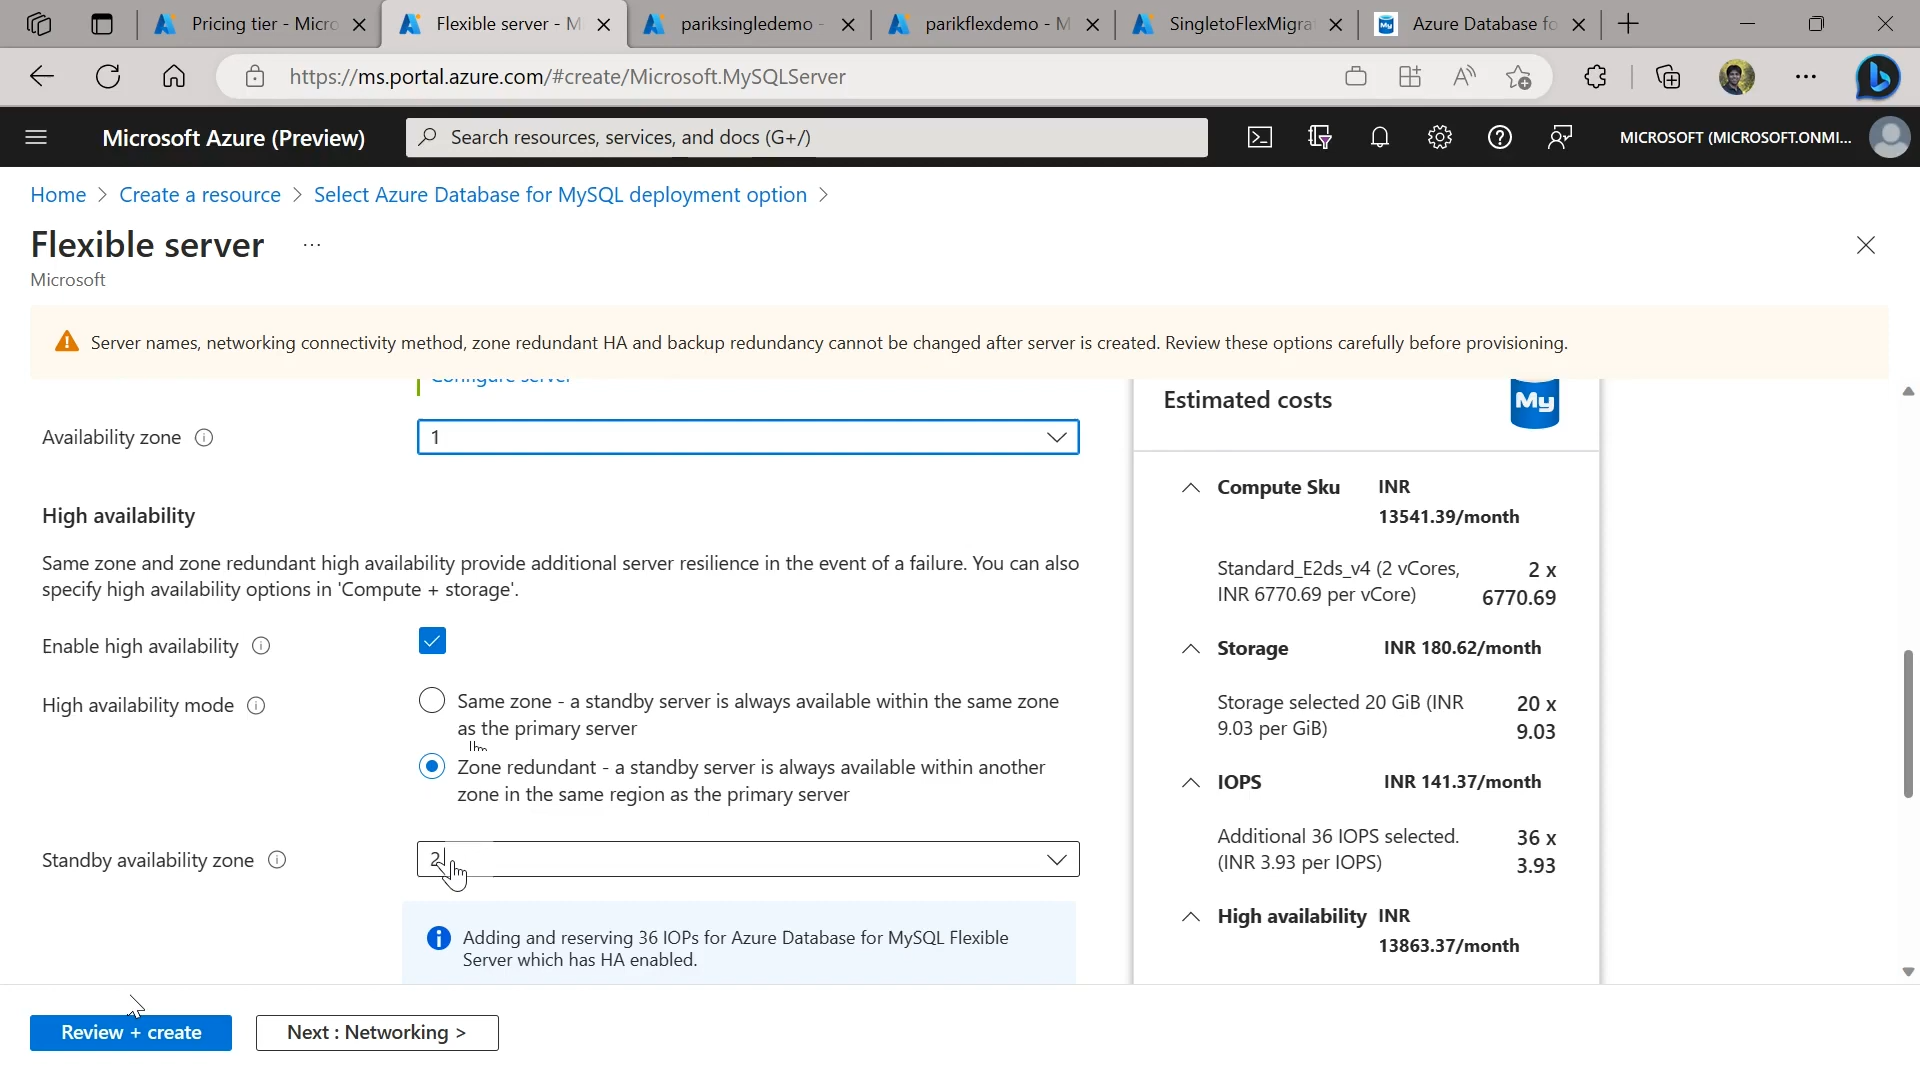 Pricing tier - Micro
Flexible server - M
pariksingledemo -
parikflexdemo - M
SingletoFlexMigra
Azure Database fo
https://ms.portal.azure.com/#create/Microsoft.MySQLServer
Microsoft Azure (Preview)
Search resources, services, and docs (G+/)
MICROSOFT (MICROSOFT.ONMI...
Home > Create a resource > Select Azure Database for MySQL deployment option >
Flexible server ...
Microsoft
Server names, networking connectivity method, zone redundant HA and backup redundancy cannot be changed after server is created. Review these options carefully before provisioning.
Configure server
Availability zone
1
High availability
Same zone and zone redundant high availability provide additional server resilience in the event of a failure. You can also
specify high availability options in 'Compute + storage'.
Enable high availability
High availability mode
Same zone - a standby server is always available within the same zone
as the primary server
Zone redundant - a standby server is always available within another
zone in the same region as the primary server
Standby availability zone
2
Adding and reserving 36 IOPs for Azure Database for MySQL Flexible
Server which has HA enabled.
Estimated costs
My
Compute Sku INR
13541.39/month
Standard_E2ds_v4 (2 vCores, 2 x
INR 6770.69 per vCore) 6770.69
Storage INR 180.62/month
Storage selected 20 GiB (INR 20 x
9.03 per GiB) 9.03
IOPS INR 141.37/month
Additional 36 IOPS selected. 36 x
(INR 3.93 per IOPS) 3.93
High availability INR
13863.37/month
Review + create
Next : Networking >